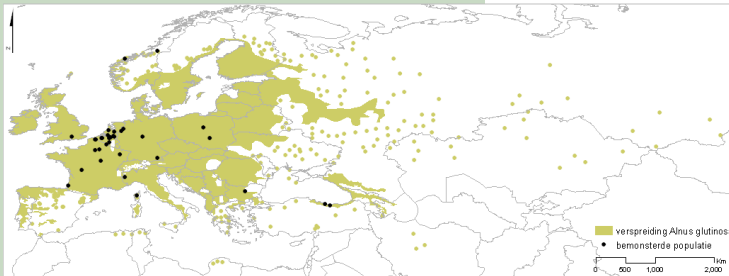 N
verspreiding Alnus glutinosa
bemonsterde populatie
Km
0 500 1,000 2,000